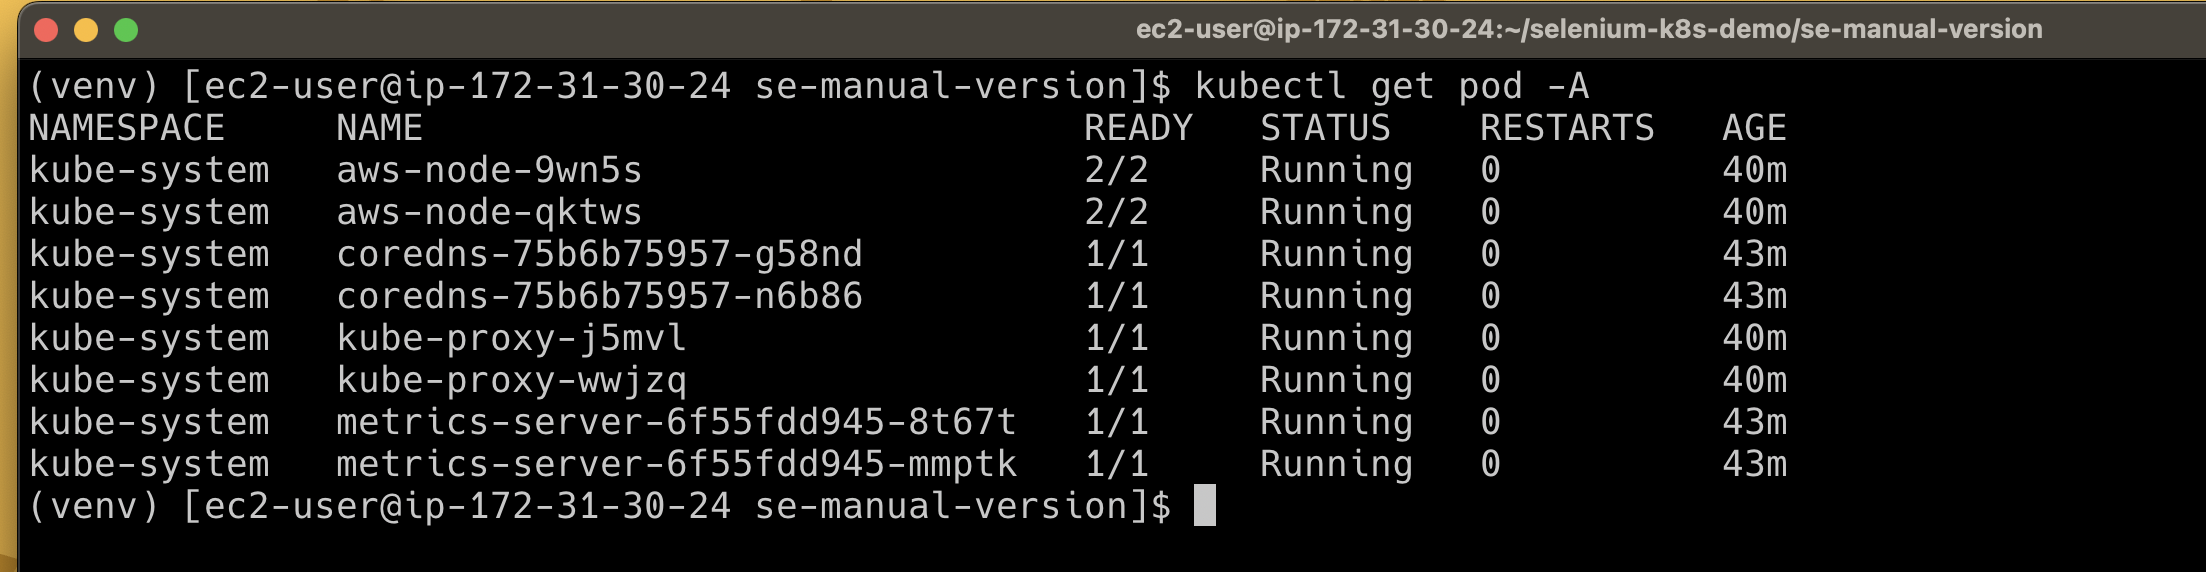 ec2-user@ip-172-31-30-24:~/selenium-k8s-demo/se-manual-version
(venv) [ec2-user@ip-172-31-30-24 se-manual-version]$ kubectl get pod -A
NAMESPACE     NAME                              READY   STATUS    RESTARTS   AGE
kube-system   aws-node-9wn5s                    2/2     Running   0          40m
kube-system   aws-node-qktws                    2/2     Running   0          40m
kube-system   coredns-75b6b75957-g58nd          1/1     Running   0          43m
kube-system   coredns-75b6b75957-n6b86          1/1     Running   0          43m
kube-system   kube-proxy-j5mvl                  1/1     Running   0          40m
kube-system   kube-proxy-wwjzq                  1/1     Running   0          40m
kube-system   metrics-server-6f55fdd945-8t67t   1/1     Running   0          43m
kube-system   metrics-server-6f55fdd945-mmptk   1/1     Running   0          43m
(venv) [ec2-user@ip-172-31-30-24 se-manual-version]$